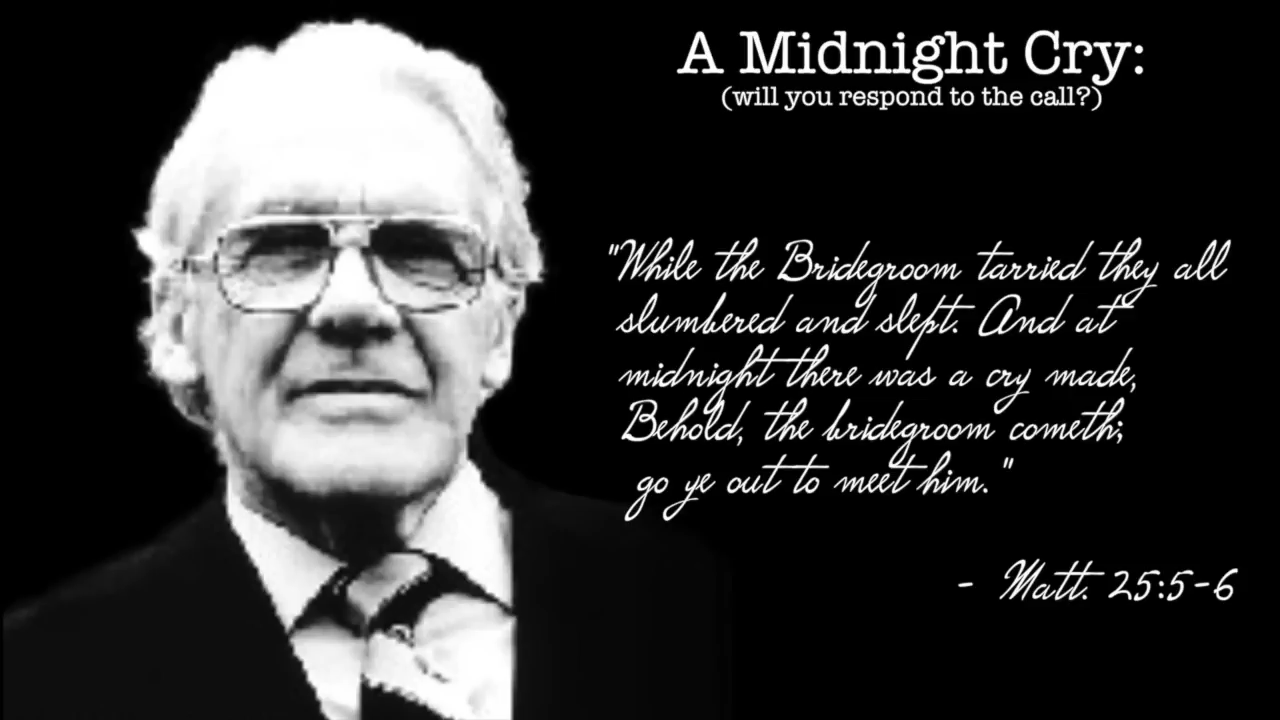 A Midnight Cry:
(will you respond to the call?)
"While the Bridegroom tarried they all
slumbered and slept. And at
midnight there was a cry made,
Behold, the bridegroom cometh;
go ye out to meet him."
- Matt. 25:5-6